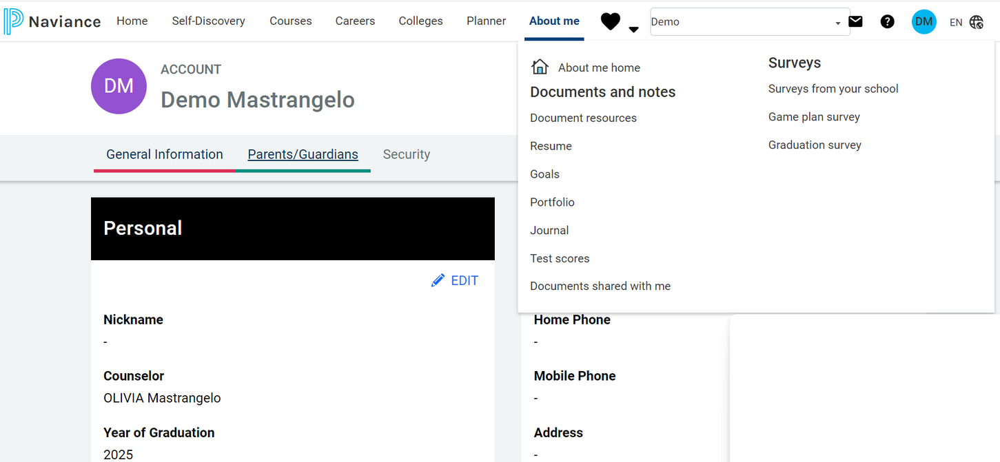 Naviance
Home
Self-Discovery
Courses
Careers
Colleges
Planner
About me
Demo
?
DM
EN
DM
ACCOUNT
Demo Mastrangelo
General Information
Parents/Guardians
Security
About me home
Documents and notes
Document resources
Resume
Goals
Portfolio
Journal
Test scores
Documents shared with me
Surveys
Surveys from your school
Game plan survey
Graduation survey
Personal
EDIT
Nickname
-
Counselor
OLIVIA Mastrangelo
Year of Graduation
2025
Home Phone
-
Mobile Phone
-
Address
-